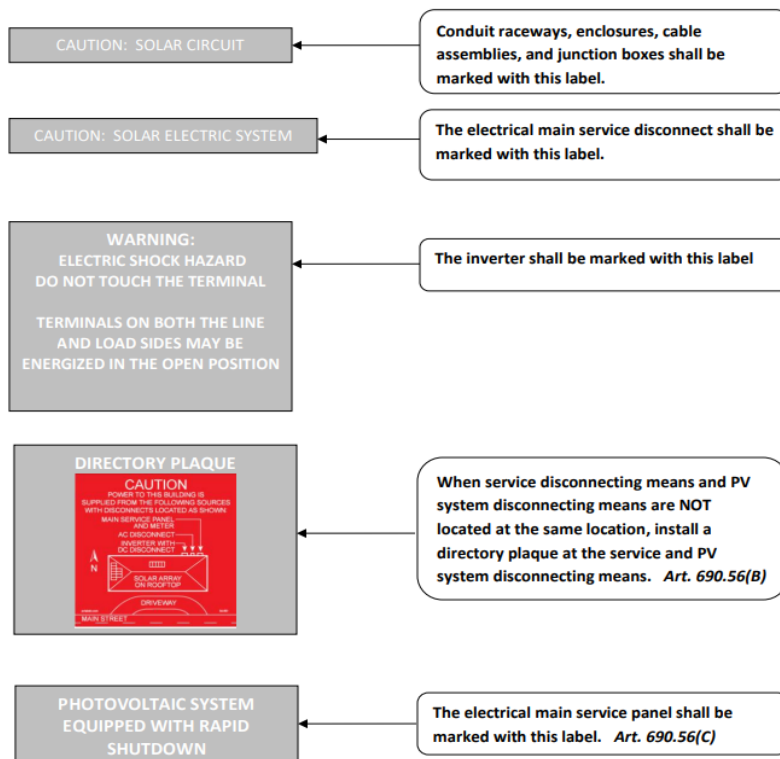 CAUTION: SOLAR CIRCUIT
Conduit raceways, enclosures, cable
assemblies, and junction boxes shall be
marked with this label.
CAUTION: SOLAR ELECTRIC SYSTEM
The electrical main service disconnect shall be
marked with this label.
WARNING:
ELECTRIC SHOCK HAZARD
DO NOT TOUCH THE TERMINAL
TERMINALS ON BOTH THE LINE
AND LOAD SIDES MAY BE
ENERGIZED IN THE OPEN POSITION
The inverter shall be marked with this label
DIRECTORY PLAQUE
CAUTION
POWER TO THIS BUILDING IS
SUPPLIED FROM THE FOLLOWING SOURCES
WITH DISCONNECTS LOCATED AS SHOWN:
MAIN SERVICE PANEL
AND METER
AC DISCONNECT
INVERTER WITH
DC DISCONNECT
N
SOLAR ARRAY
ON ROOFTOP
DRIVEWAY
MAIN STREET
When service disconnecting means and PV
system disconnecting means are NOT
located at the same location, install a
directory plaque at the service and PV
system disconnecting means. Art. 690.56(B)
PHOTOVOLTAIC SYSTEM
EQUIPPED WITH RAPID
SHUTDOWN
The electrical main service panel shall be
marked with this label. Art. 690.56(C)